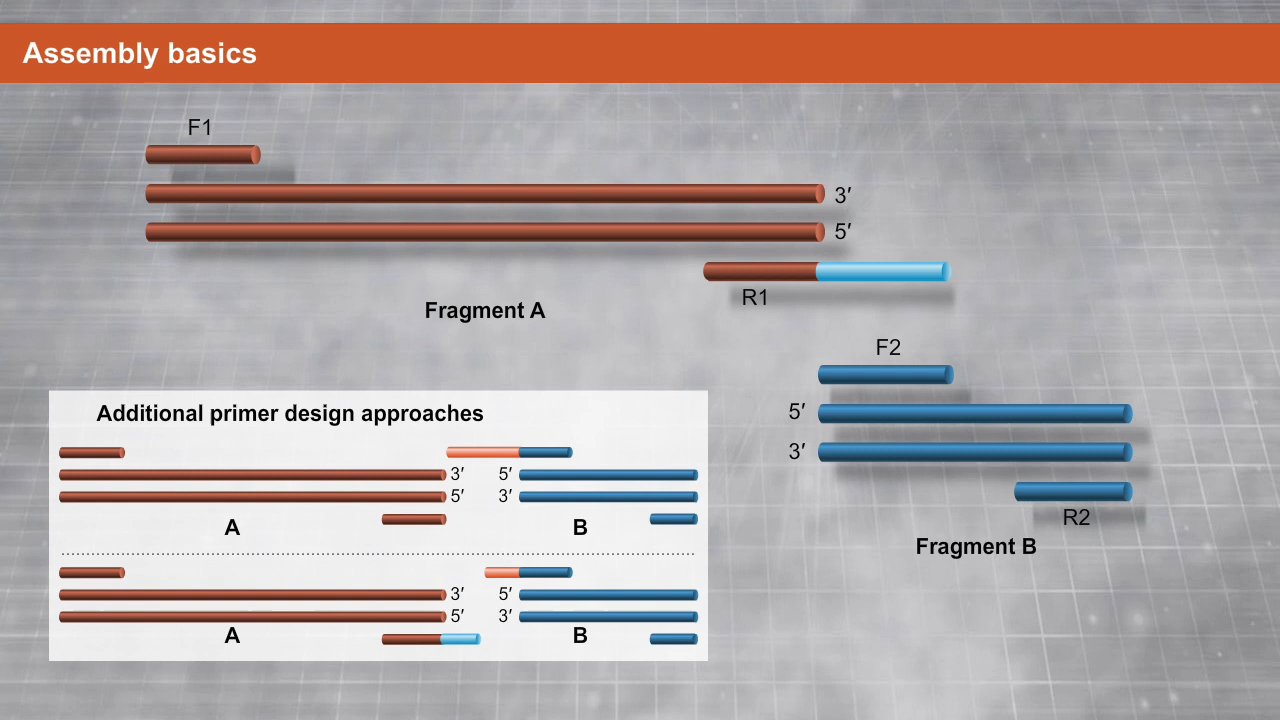 Assembly basics
F1
3′
5′
R1
Fragment A
F2
5′
3′
R2
Fragment B
Additional primer design approaches
3′ 5′
5′ 3′
A B
3′ 5′
5′ 3′
A B